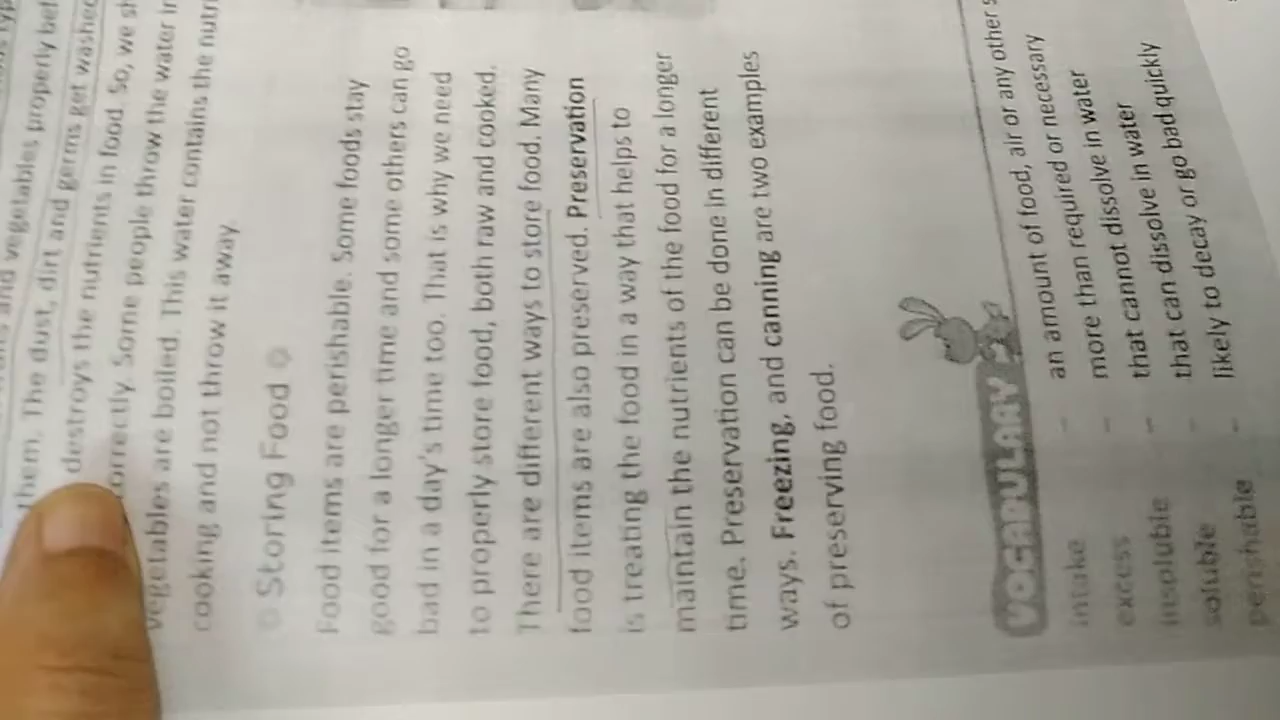 and vegetables properly bef
them. The dust, dirt and germs get washed
destroys the nutrients in food. So, we sh
orrectly. Some people throw the water in
vegetables are boiled. This water contains the nutr
cooking and not throw it away.
Storing Food
Food items are perishable. Some foods stay
good for a longer time and some others can go
bad in a day's time too. That is why we need
to properly store food, both raw and cooked.
There are different ways to store food. Many
food items are also preserved. Preservation
is treating the food in a way that helps to
maintain the nutrients of the food for a longer
time. Preservation can be done in different
ways. Freezing, and canning are two examples
of preserving food.
VOCABULARY
intake – an amount of food, air or any other s
excess – more than required or necessary
insoluble – that cannot dissolve in water
soluble – that can dissolve in water
perishable – likely to decay or go bad quickly